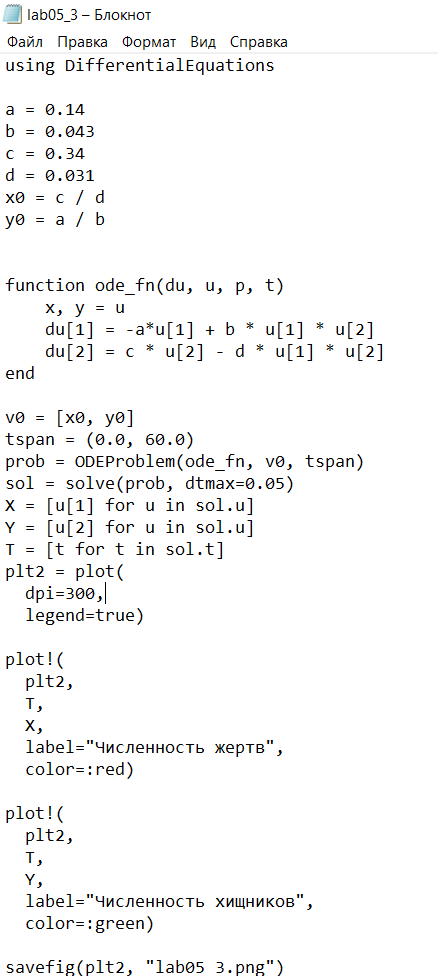 lab05_3 – Блокнот
Файл Правка Формат Вид Справка
using DifferentialEquations

a = 0.14
b = 0.043
c = 0.34
d = 0.031
x0 = c / d
y0 = a / b


function ode_fn(du, u, p, t)
    x, y = u
    du[1] = -a*u[1] + b * u[1] * u[2]
    du[2] = c * u[2] - d * u[1] * u[2]
end

v0 = [x0, y0]
tspan = (0.0, 60.0)
prob = ODEProblem(ode_fn, v0, tspan)
sol = solve(prob, dtmax=0.05)
X = [u[1] for u in sol.u]
Y = [u[2] for u in sol.u]
T = [t for t in sol.t]
plt2 = plot(
  dpi=300,
  legend=true)

plot!(
  plt2,
  T,
  X,
  label="Численность жертв",
  color=:red)

plot!(
  plt2,
  T,
  Y,
  label="Численность хищников",
  color=:green)

savefig(plt2, "lab05_3.png")